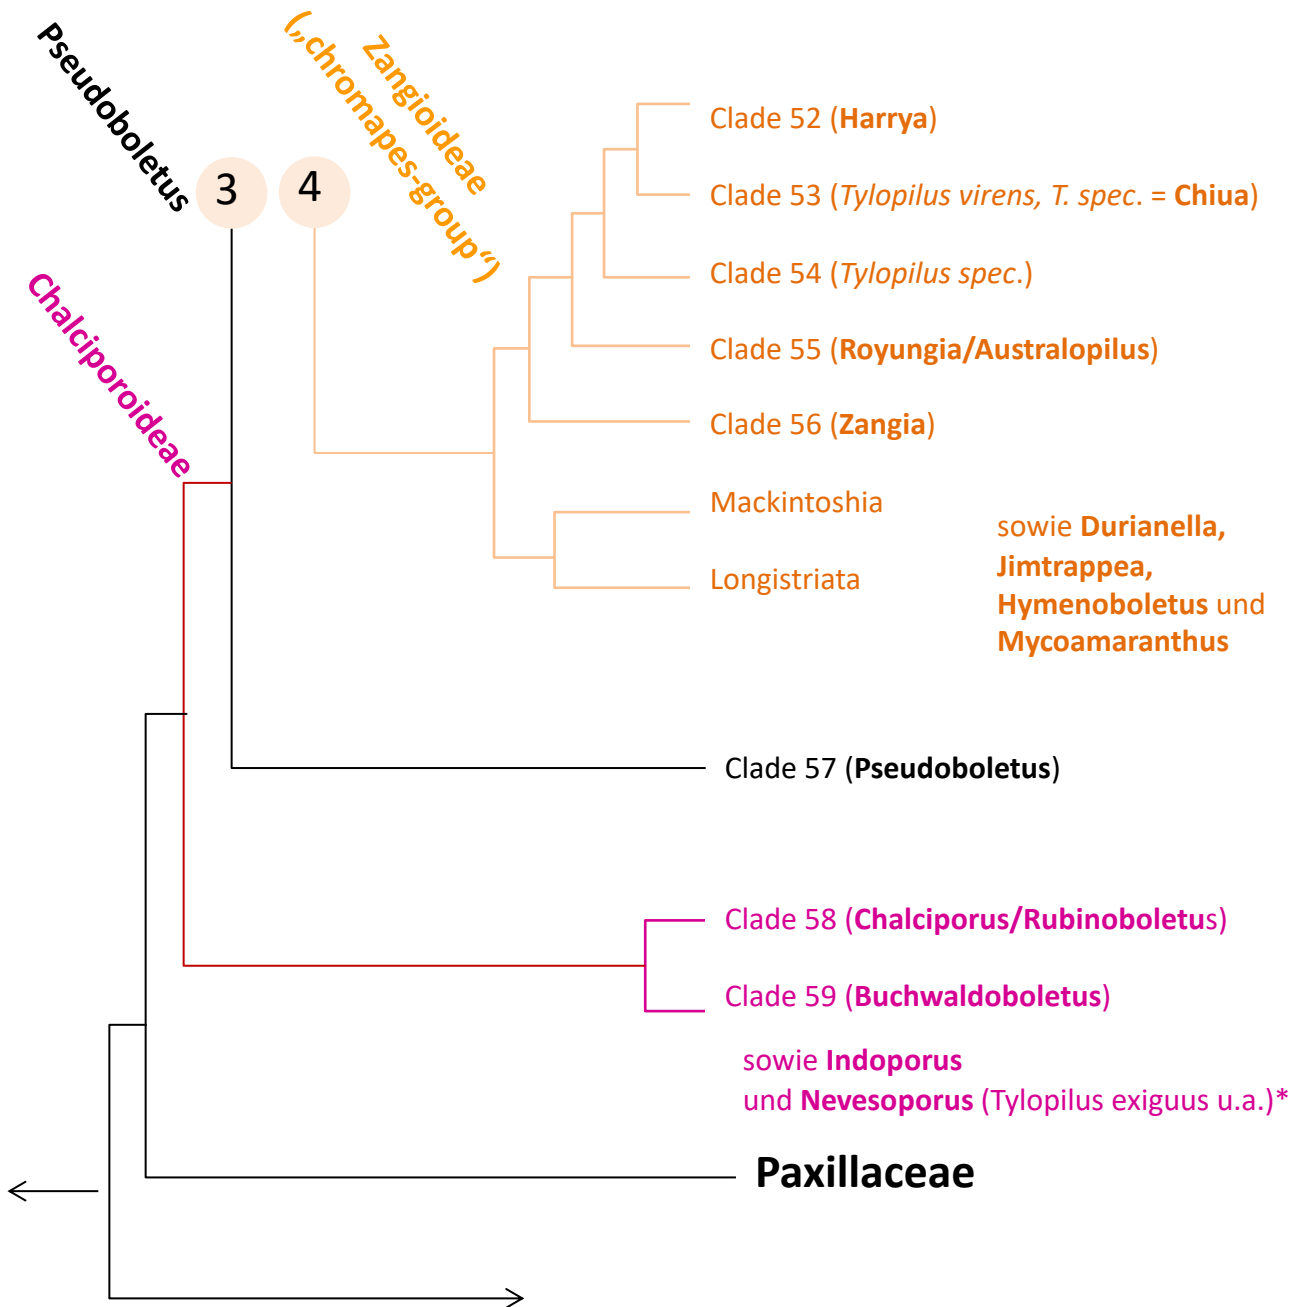 Pseudoboletus
Zangioideae
(„chromapes-group“)
3
4
Chalciporoideae
Clade 52 (Harrya)
Clade 53 (Tylopilus virens, T. spec. = Chiua)
Clade 54 (Tylopilus spec.)
Clade 55 (Royungia/Australopilus)
Clade 56 (Zangia)
Mackintoshia
Longistriata
sowie Durianella,
Jimtrappea,
Hymenoboletus und
Mycoamaranthus
Clade 57 (Pseudoboletus)
Clade 58 (Chalciporus/Rubinoboletus)
Clade 59 (Buchwaldoboletus)
sowie Indoporus
und Nevesoporus (Tylopilus exiguus u.a.)*
Paxillaceae